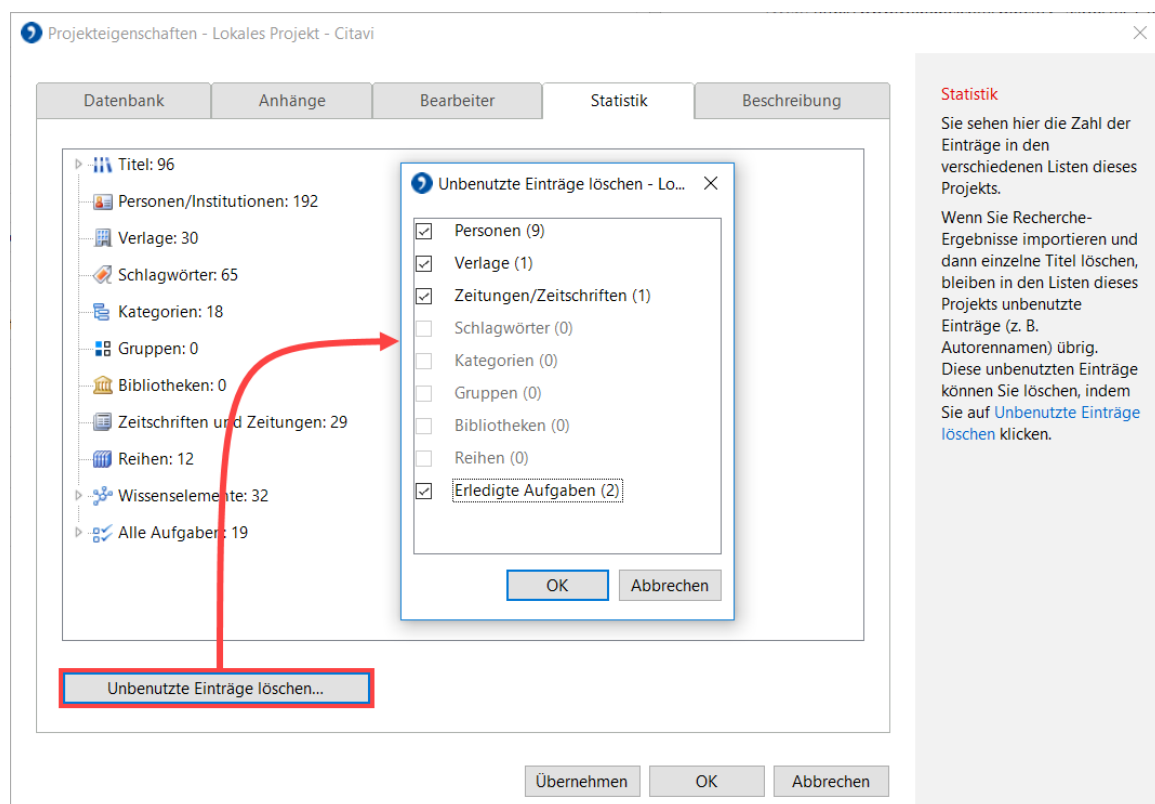 Projekteigenschaften - Lokales Projekt - Citavi
Datenbank
Anhänge
Bearbeiter
Statistik
Beschreibung
Titel: 96
Personen/Institutionen: 192
Verlage: 30
Schlagwörter: 65
Kategorien: 18
Gruppen: 0
Bibliotheken: 0
Zeitschriften und Zeitungen: 29
Reihen: 12
Wissenselemente: 32
Alle Aufgaben: 19
Unbenutzte Einträge löschen...
Unbenutzte Einträge löschen - Lo...
Personen (9)
Verlage (1)
Zeitungen/Zeitschriften (1)
Schlagwörter (0)
Kategorien (0)
Gruppen (0)
Bibliotheken (0)
Reihen (0)
Erledigte Aufgaben (2)
OK
Abbrechen
Übernehmen
OK
Abbrechen
Statistik
Sie sehen hier die Zahl der
Einträge in den
verschiedenen Listen dieses
Projekts.
Wenn Sie Recherche-
Ergebnisse importieren und
dann einzelne Titel löschen,
bleiben in den Listen dieses
Projekts unbenutzte
Einträge (z. B.
Autorennamen) übrig.
Diese unbenutzten Einträge
können Sie löschen, indem
Sie auf Unbenutzte Einträge
löschen klicken.